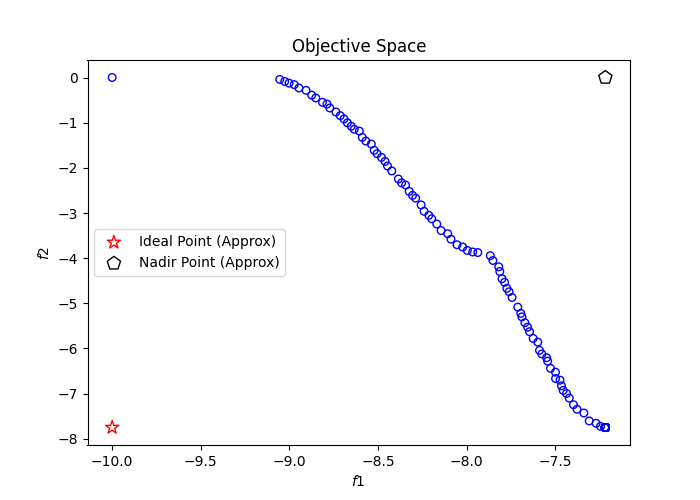 Objective Space
f2
0
−1
−2
−3
−4
−5
−6
−7
−8
Ideal Point (Approx)
Nadir Point (Approx)
−10.0 −9.5 −9.0 −8.5 −8.0 −7.5
f1